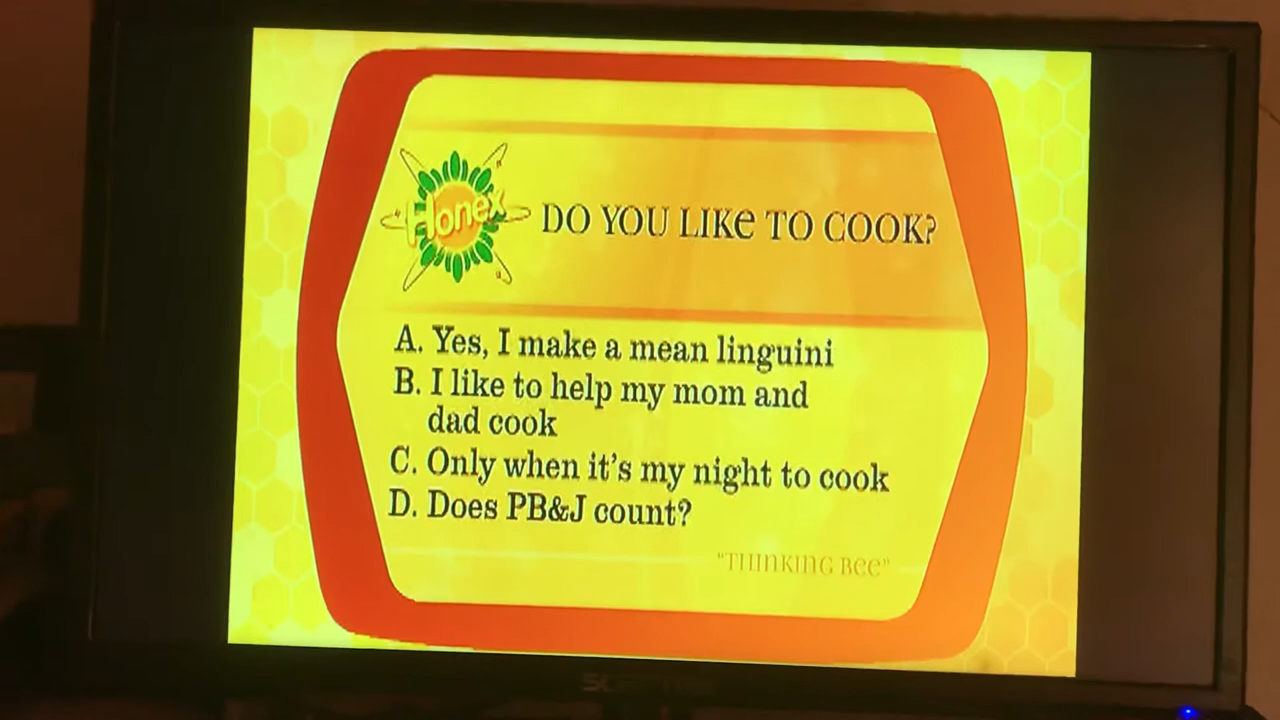 Honex
DO YOU LIKE TO COOK?
A. Yes, I make a mean linguini
B. I like to help my mom and
dad cook
C. Only when it's my night to cook
D. Does PB&J count?
"THINKING BEE"